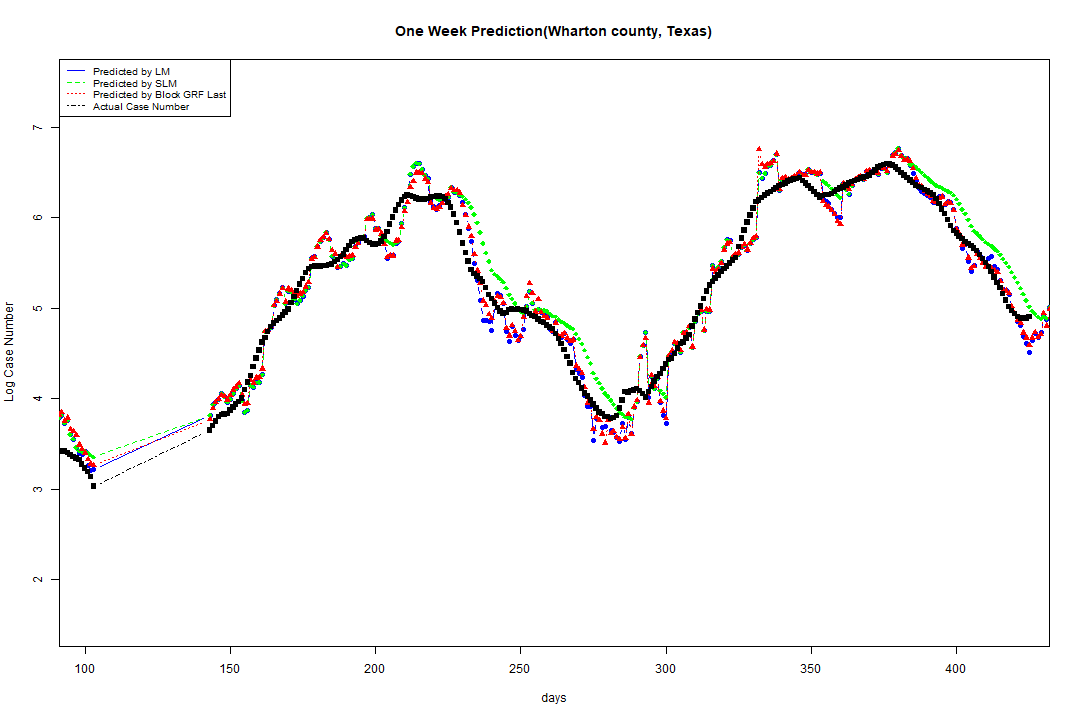 One Week Prediction(Wharton county, Texas)
Predicted by LM
Predicted by SLM
Predicted by Block GRF Last
Actual Case Number
7
6
5
4
3
2
Log Case Number
100 150 200 250 300 350 400
days